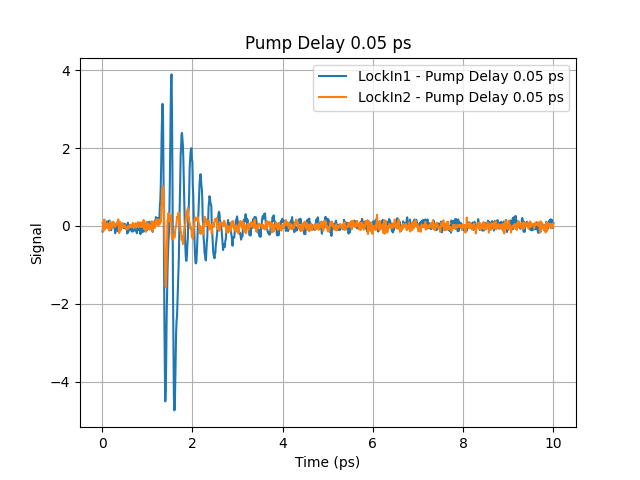 Pump Delay 0.05 ps
LockIn1 - Pump Delay 0.05 ps
LockIn2 - Pump Delay 0.05 ps
4
2
0
−2
−4
Signal
0 2 4 6 8 10
Time (ps)